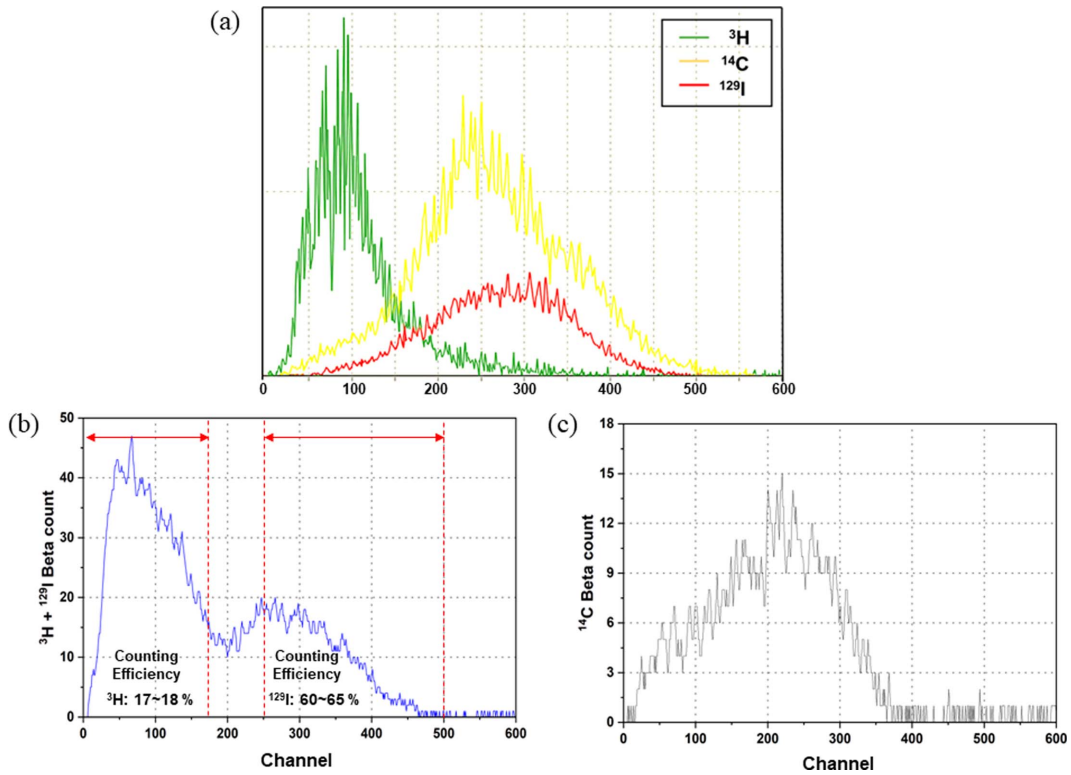 (a)
³H
¹⁴C
¹²⁹I
0 100 200 300 400 500 600
(b)
³H + ¹²⁹I Beta count
50
40
30
20
10
0
Counting
Efficiency
³H: 17~18 %
Counting
Efficiency
¹²⁹I: 60~65 %
0 100 200 300 400 500 600
Channel
(c)
¹⁴C Beta count
18
15
12
9
6
3
0
0 100 200 300 400 500 600
Channel